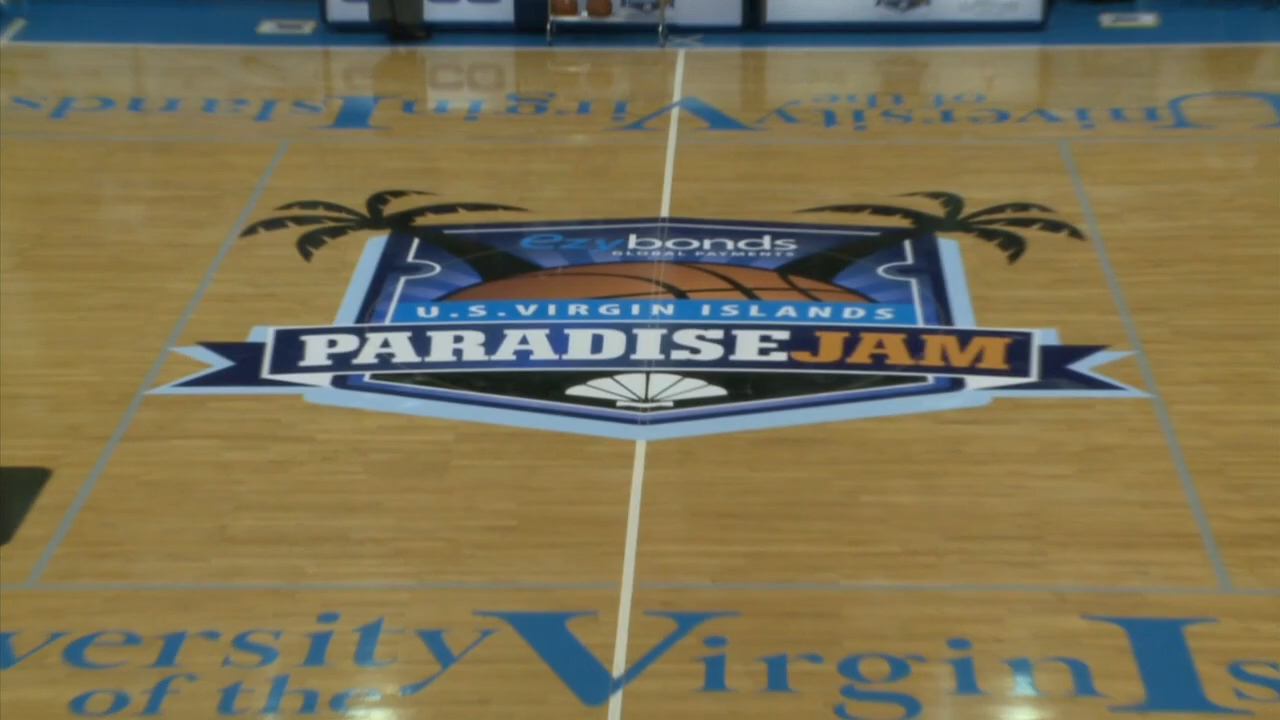 University
of the
Virgin Islands
ezybonds
GLOBAL PAYMENTS
U.S. VIRGIN ISLANDS
PARADISE JAM
versity
of the
Virgin Is